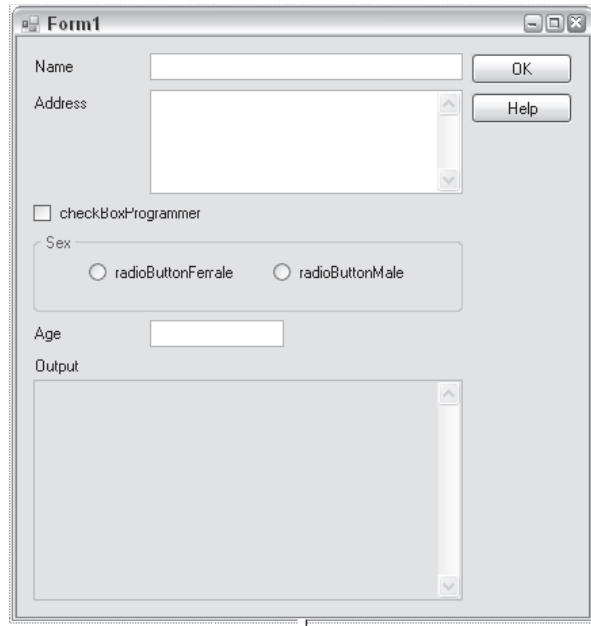 Form1
Name
OK
Address
Help
checkBoxProgrammer
Sex
radioButtonFemale
radioButtonMale
Age
Output